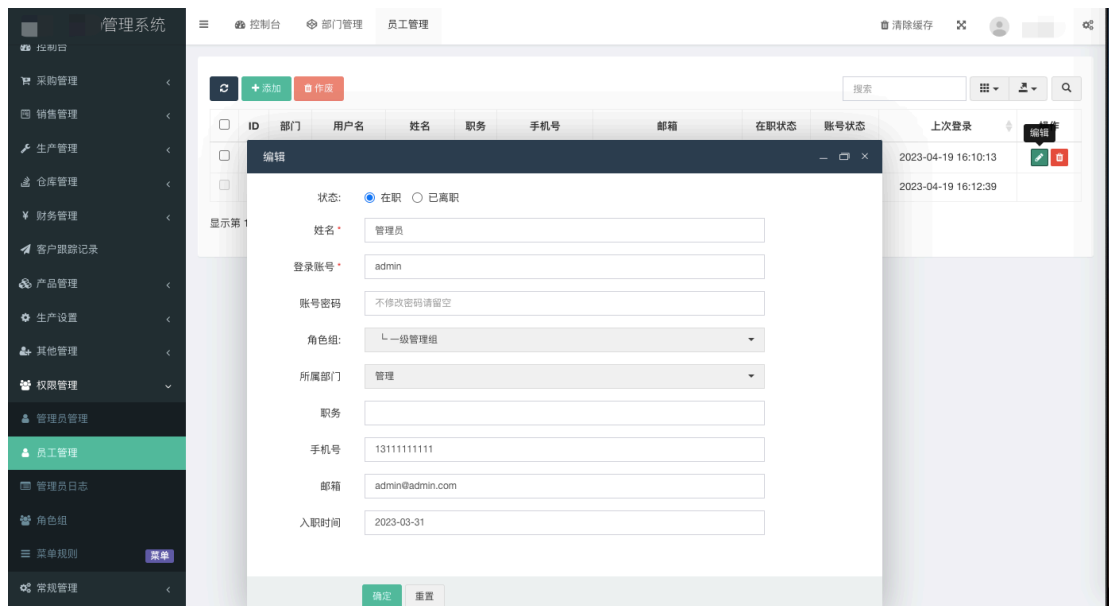 管理系统
控制台 部门管理 员工管理 清除缓存
控制台
采购管理
销售管理
生产管理
仓库管理
财务管理
客户跟踪记录
产品管理
生产设置
其他管理
权限管理
管理员管理
员工管理
管理员日志
角色组
菜单规则 菜单
常规管理
添加 作废 搜索
ID 部门 用户名 姓名 职务 手机号 邮箱 在职状态 账号状态 上次登录
编辑
2023-04-19 16:10:13
2023-04-19 16:12:39
显示第 1
编辑
状态: 在职 已离职
姓名* 管理员
登录账号* admin
账号密码 不修改密码请留空
角色组: └ 一级管理组
所属部门 管理
职务
手机号 13111111111
邮箱 admin@admin.com
入职时间 2023-03-31
确定 重置